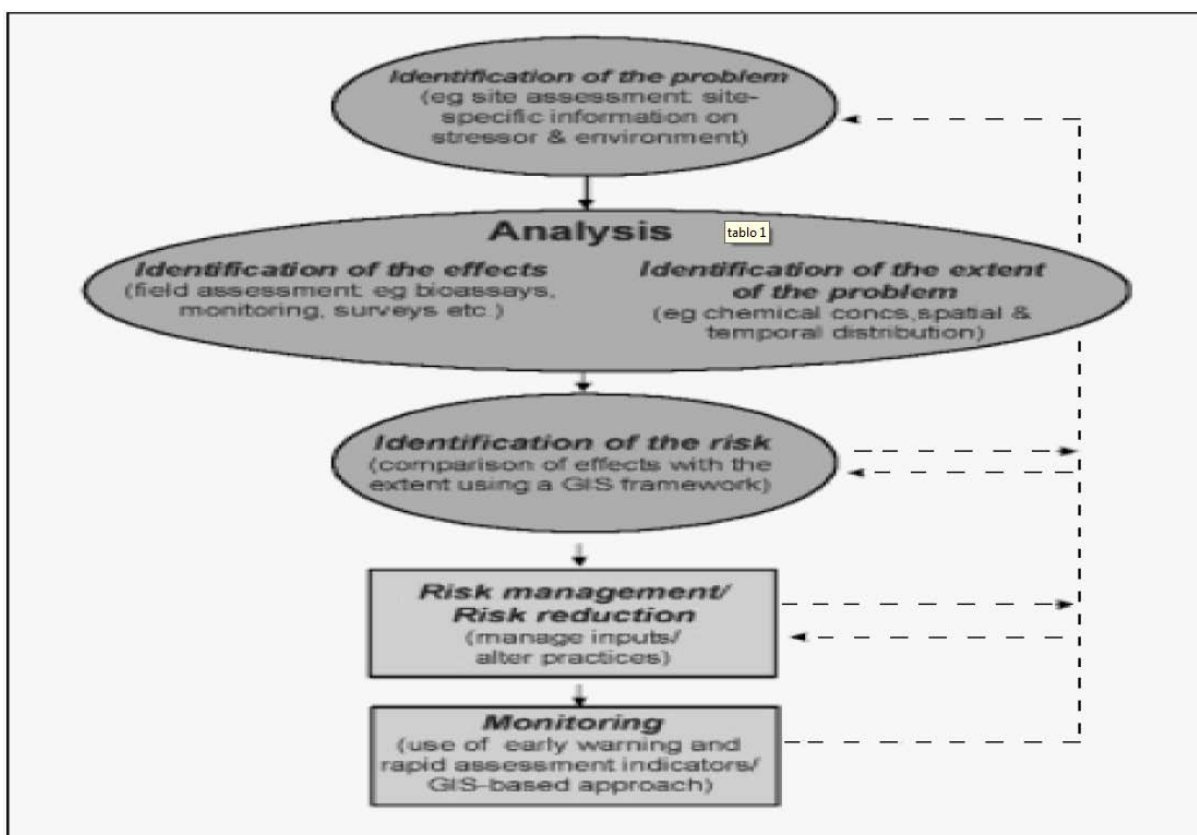 Identification of the problem
(eg site assessment: site-
specific information on
stressor & environment)
Analysis
tablo 1
Identification of the effects
(field assessment: eg bioassays,
monitoring, surveys etc.)
Identification of the extent
of the problem
(eg chemical concs,spatial &
temporal distribution)
Identification of the risk
(comparison of effects with the
extent using a GIS framework)
Risk management/
Risk reduction
(manage inputs/
alter practices)
Monitoring
(use of early warning and
rapid assessment indicators/
GIS-based approach)